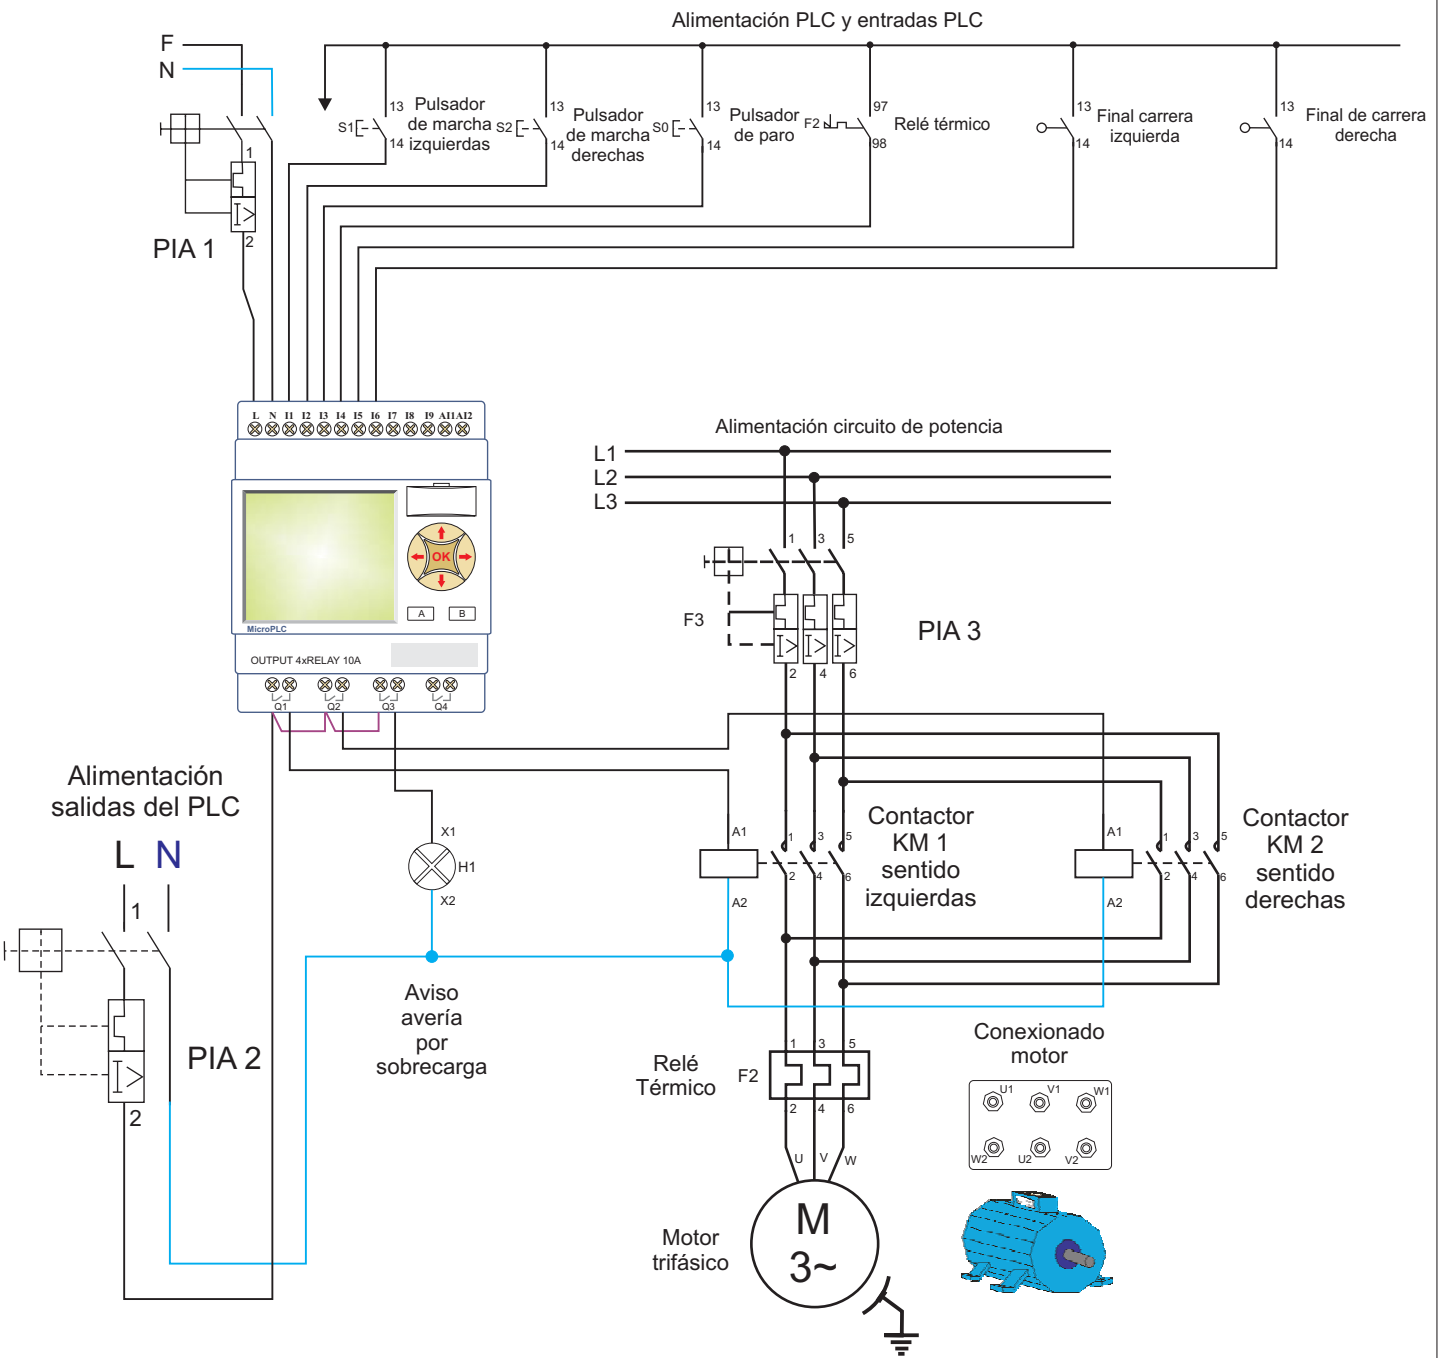 Alimentación PLC y entradas PLC
F
N
13
S1
14
Pulsador
de marcha
izquierdas
13
S2
14
Pulsador
de marcha
derechas
13
S0
14
Pulsador
de paro
97
F2
98
Relé térmico
13
14
Final carrera
izquierda
13
14
Final de carrera
derecha
1
2
PIA 1
L N I1 I2 I3 I4 I5 I6 I7 I8 I9 AI1 AI2
OK
A B
MicroPLC
OUTPUT 4xRELAY 10A
Q1 Q2 Q3 Q4
Alimentación circuito de potencia
L1
L2
L3
1 3 5
F3
PIA 3
2 4 6
Alimentación
salidas del PLC
L N
1
2
PIA 2
X1
H1
X2
Aviso
avería
por
sobrecarga
A1
A2
1 3 5
2 4 6
Contactor
KM 1
sentido
izquierdas
A1
A2
1 3 5
2 4 6
Contactor
KM 2
sentido
derechas
Relé
Térmico
F2
1 3 5
2 4 6
U V W
M
3~
Motor
trifásico
Conexionado
motor
U1 V1 W1
W2 U2 V2